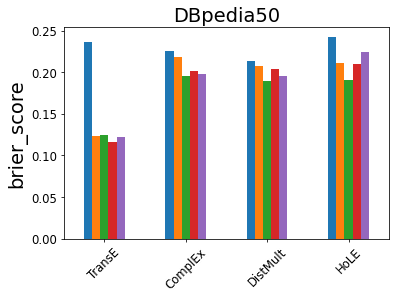 DBpedia50
brier_score
0.25
0.20
0.15
0.10
0.05
0.00
TransE
ComplEx
DistMult
HoLE